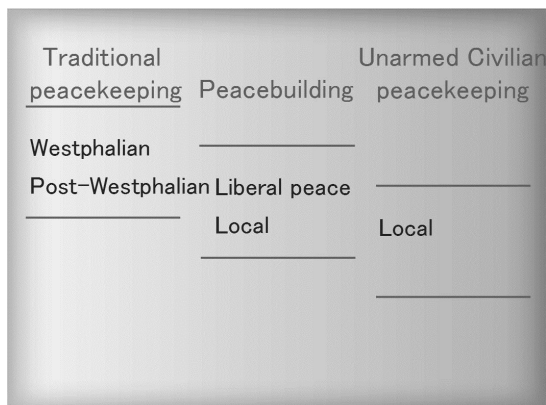 Traditional
peacekeeping
Westphalian
Post-Westphalian
Peacebuilding
Liberal peace
Local
Unarmed Civilian
peacekeeping
Local